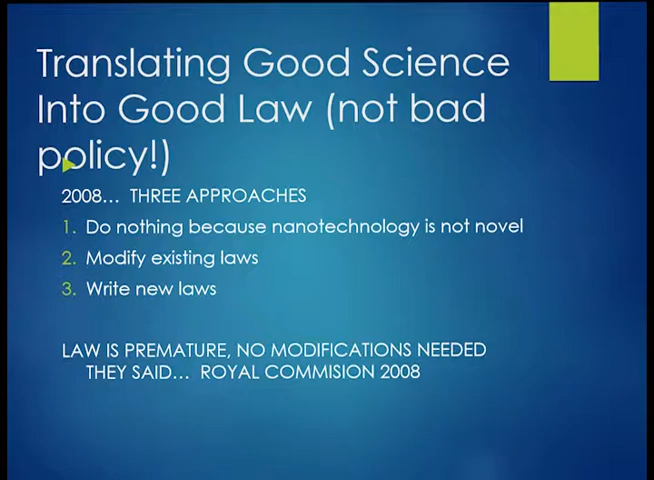 Translating Good Science
Into Good Law (not bad
policy!)
2008... THREE APPROACHES
1. Do nothing because nanotechnology is not novel
2. Modify existing laws
3. Write new laws
LAW IS PREMATURE, NO MODIFICATIONS NEEDED
THEY SAID... ROYAL COMMISION 2008